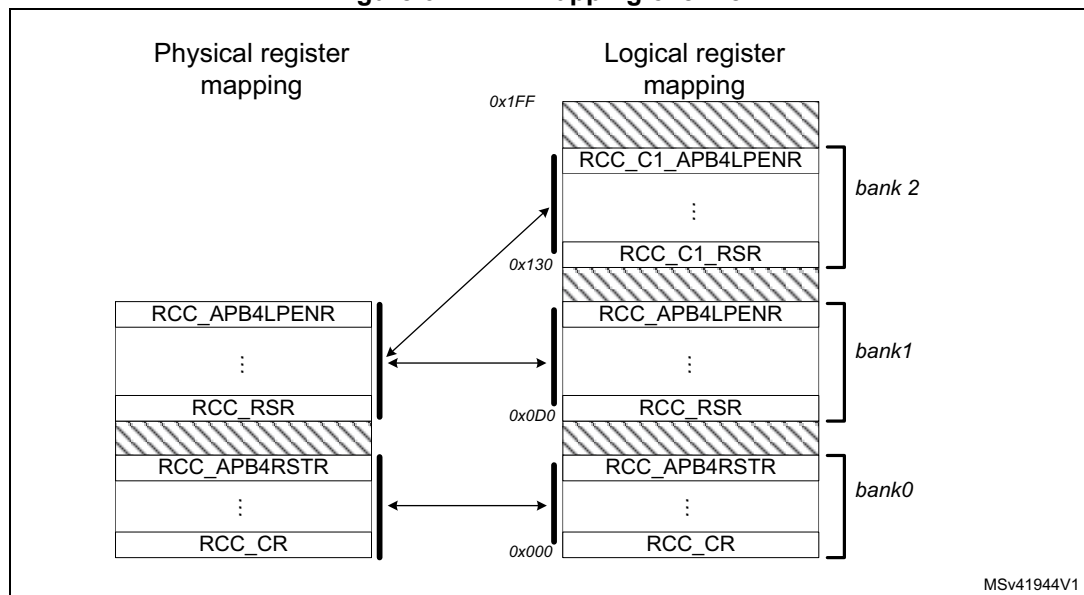 Physical register
mapping
Logical register
mapping
0x1FF
RCC_C1_APB4LPENR
⋮
bank 2
RCC_C1_RSR
0x130
RCC_APB4LPENR
RCC_APB4LPENR
⋮
⋮
bank1
RCC_RSR
RCC_RSR
0x0D0
RCC_APB4RSTR
RCC_APB4RSTR
⋮
⋮
bank0
RCC_CR
RCC_CR
0x000
MSv41944V1